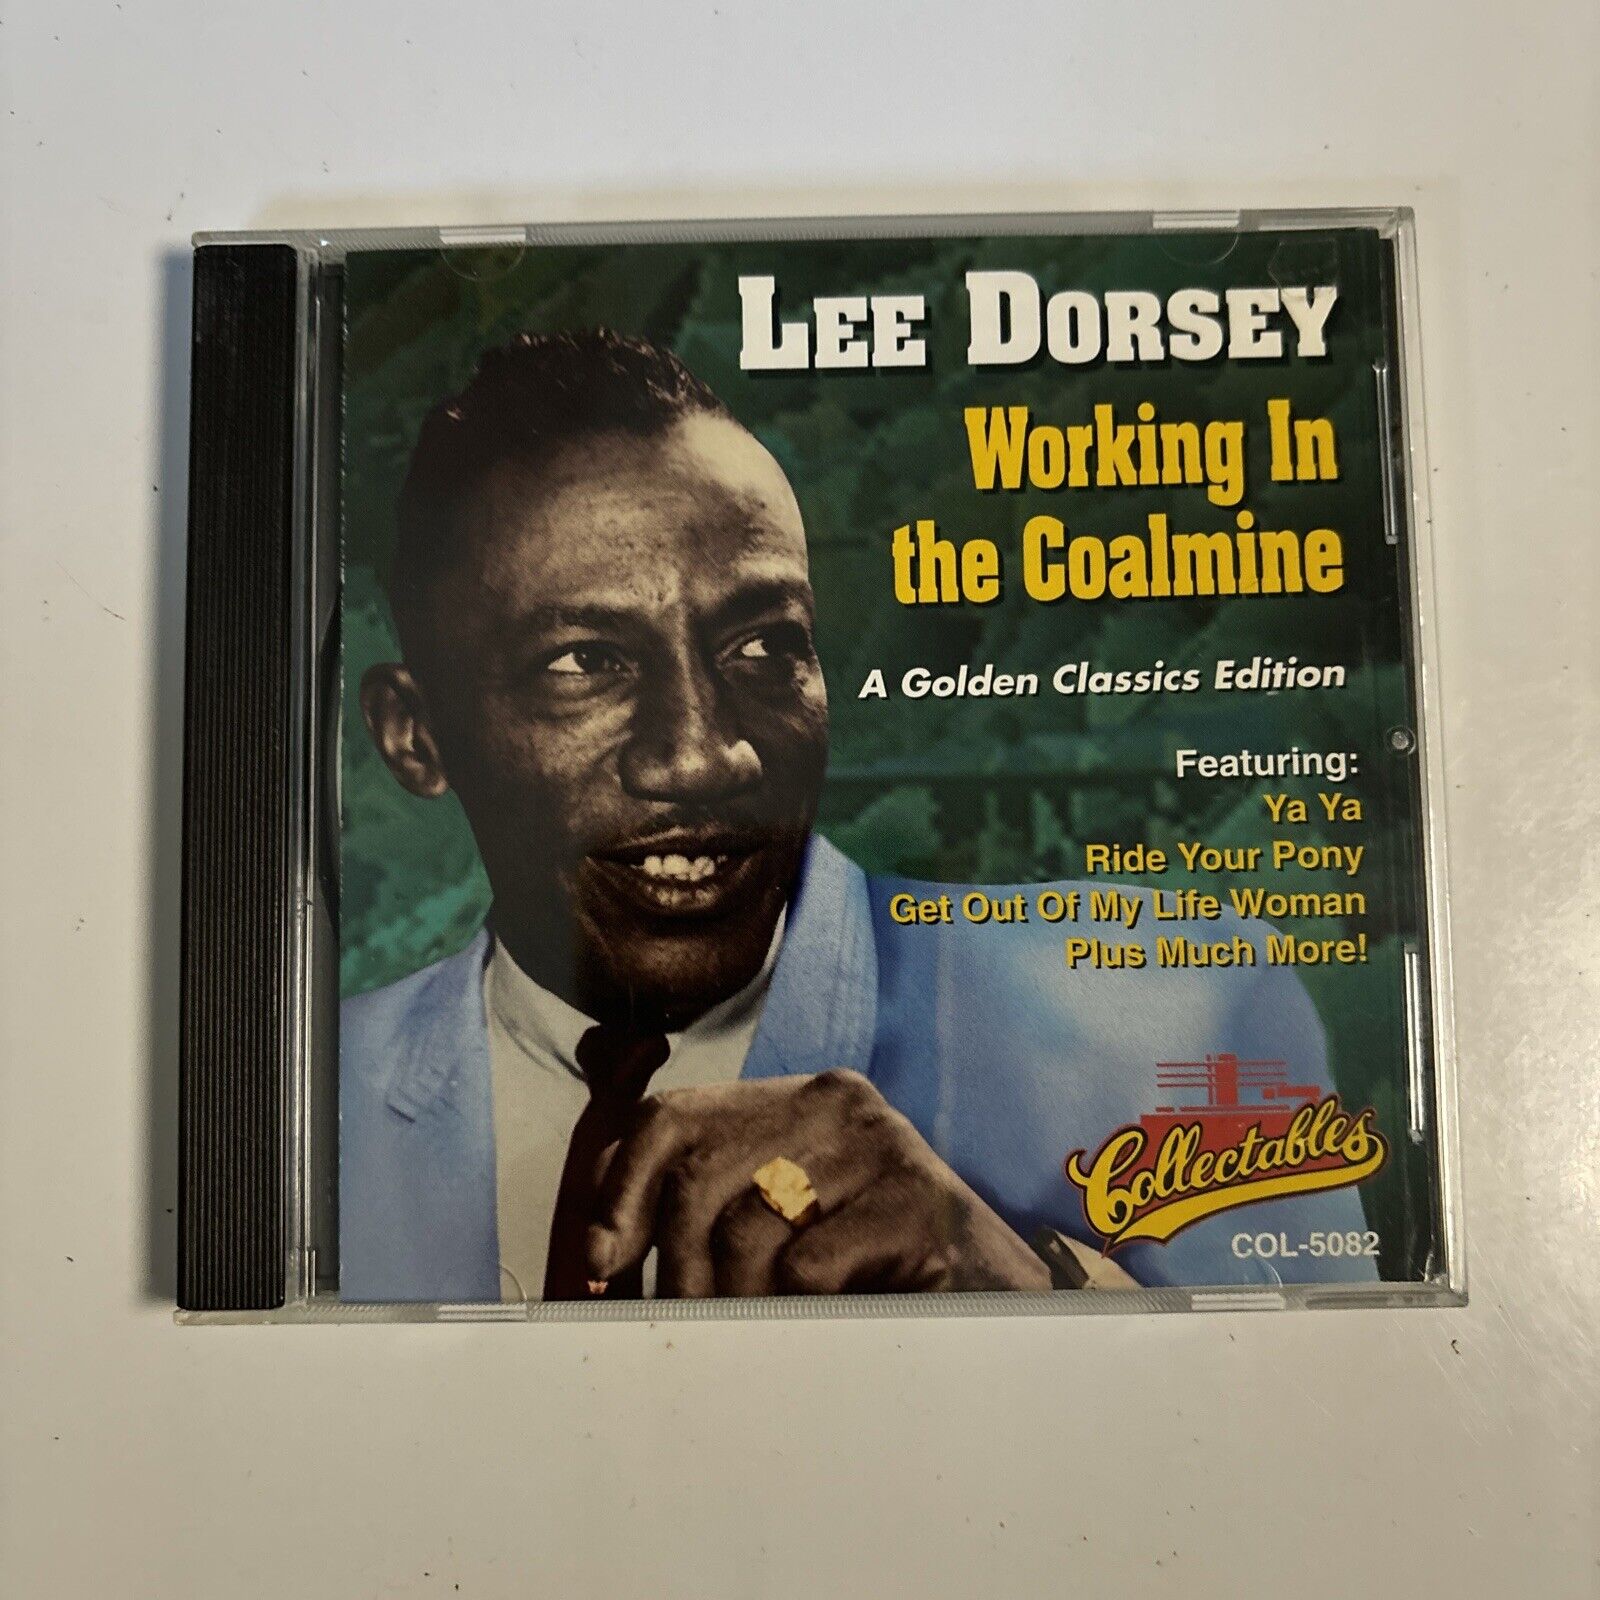 LEE DORSEY
Working In
the Coalmine
A Golden Classics Edition
Featuring:
Ya Ya
Ride Your Pony
Get Out Of My Life Woman
Plus Much More!
Collectables
COL-5082